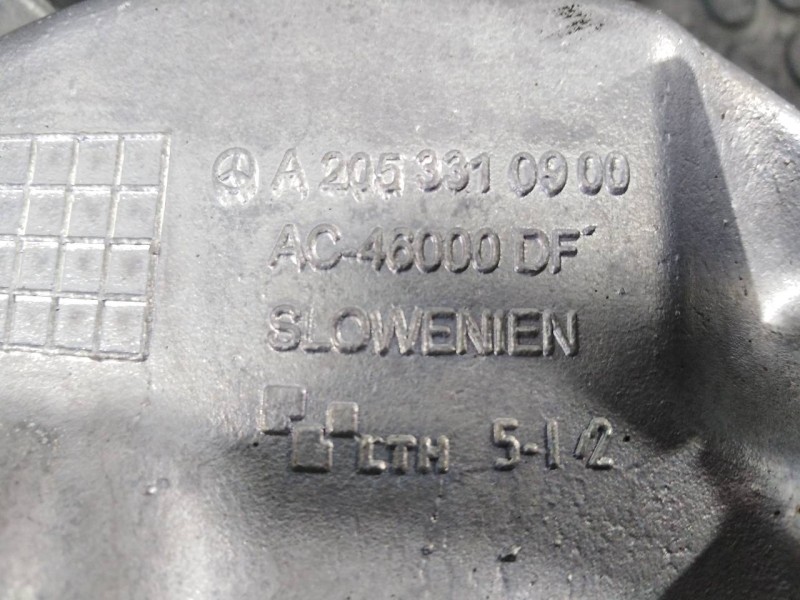 A 205 331 09 00
AC-46000 DF
SLOWENIEN
LTH 5-12